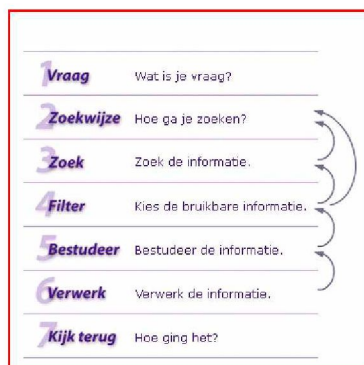 1 Vraag Wat is je vraag?
2 Zoekwijze Hoe ga je zoeken?
3 Zoek Zoek de informatie.
4 Filter Kies de bruikbare informatie.
5 Bestudeer Bestudeer de informatie.
6 Verwerk Verwerk de informatie.
7 Kijk terug Hoe ging het?